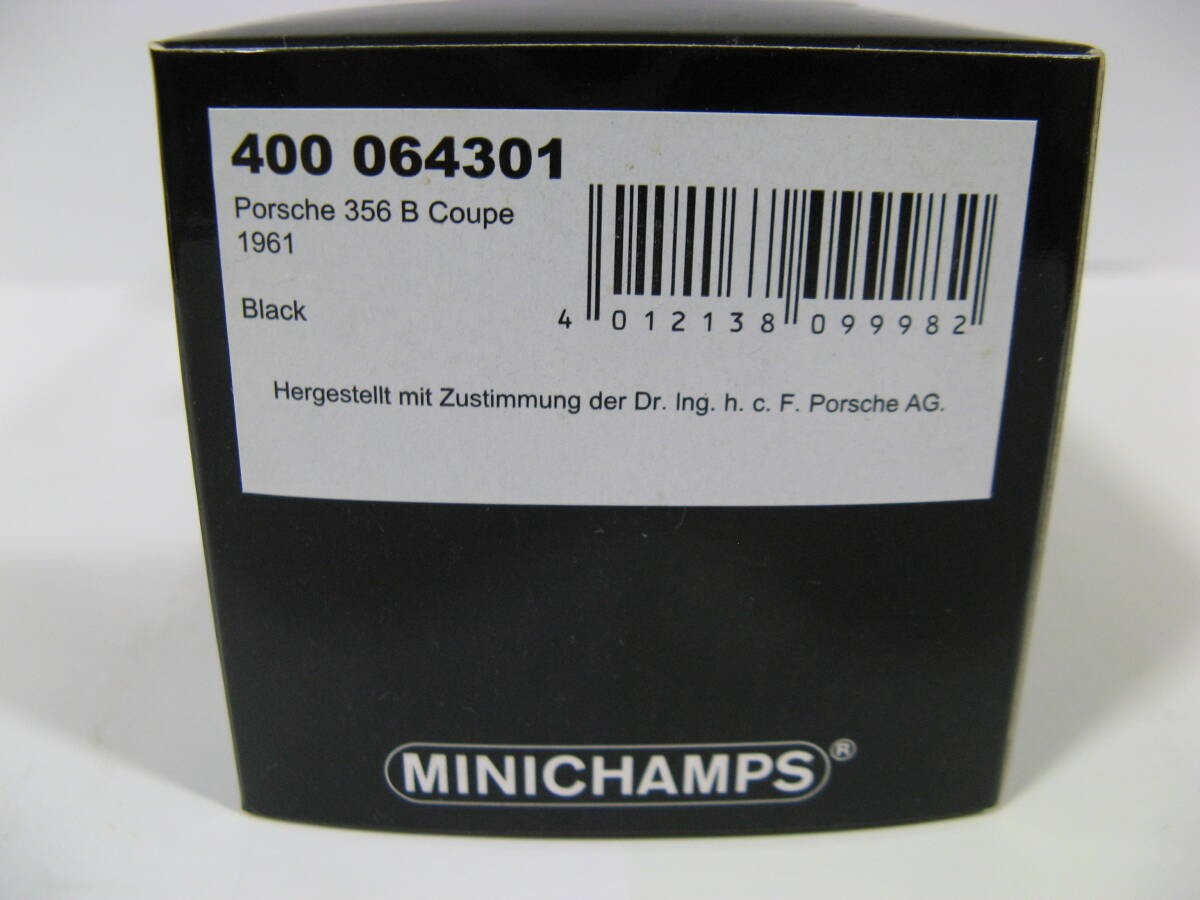 400 064301
Porsche 356 B Coupe
1961
Black
4 012138 099982
Hergestellt mit Zustimmung der Dr. Ing. h. c. F. Porsche AG.
MINICHAMPS®